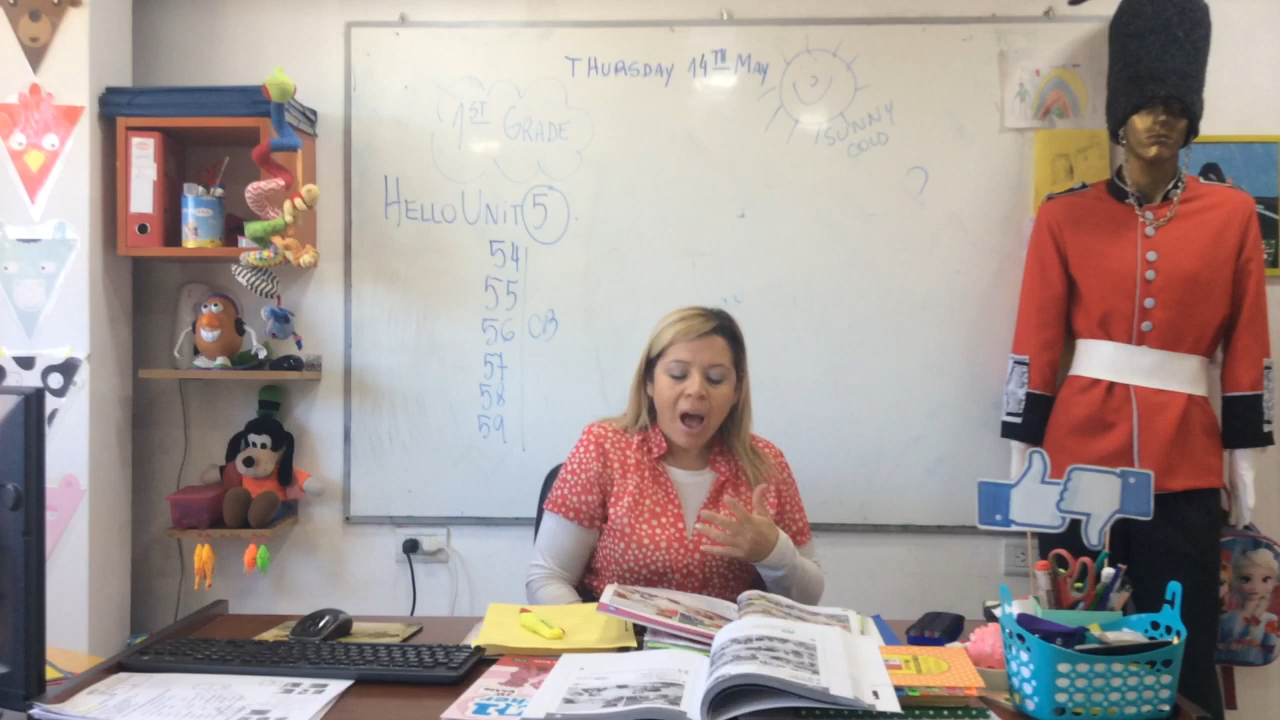 THURSDAY 14TH MAY
1ST GRADE
SUNNY
COLD
?
HELLO UNIT 5
54
55
56 CB
57
58
59